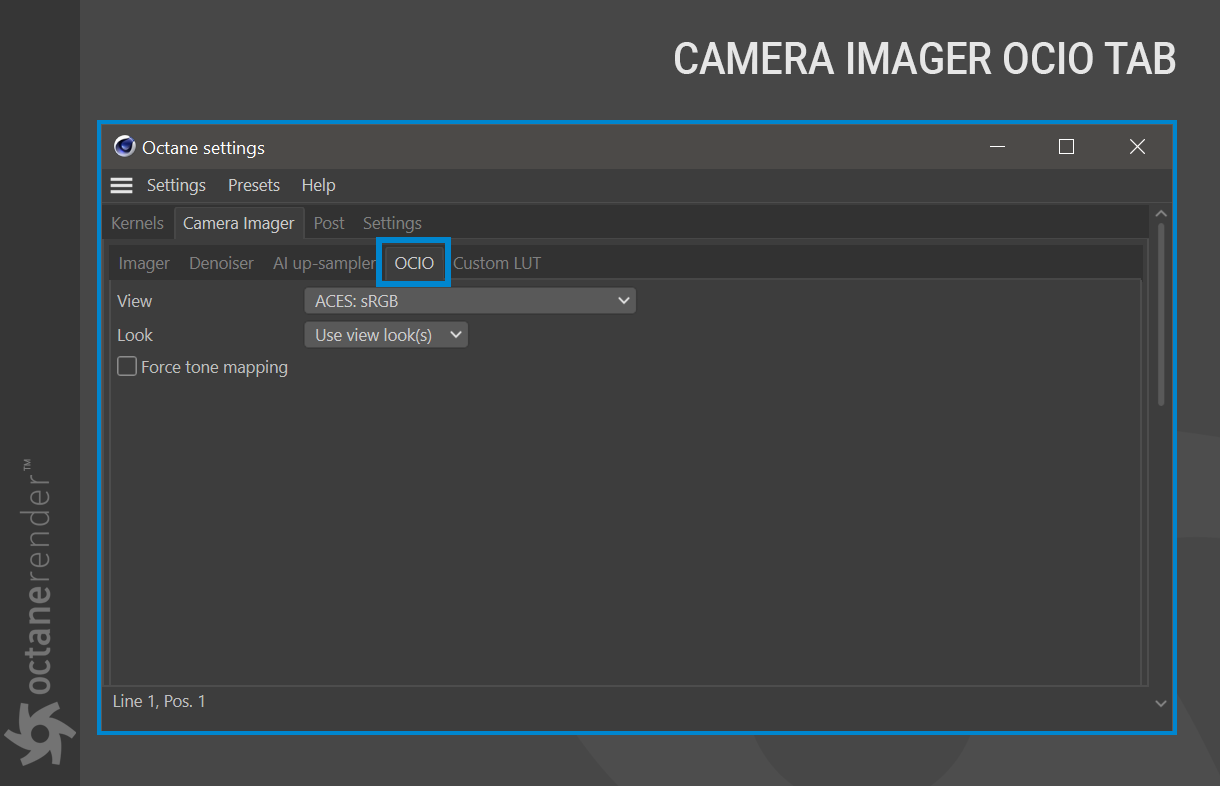 CAMERA IMAGER OCIO TAB
Octane settings
Settings Presets Help
Kernels Camera Imager Post Settings
Imager Denoiser AI up-sampler OCIO Custom LUT
View ACES: sRGB
Look Use view look(s)
Force tone mapping
Line 1, Pos. 1
octanerender™